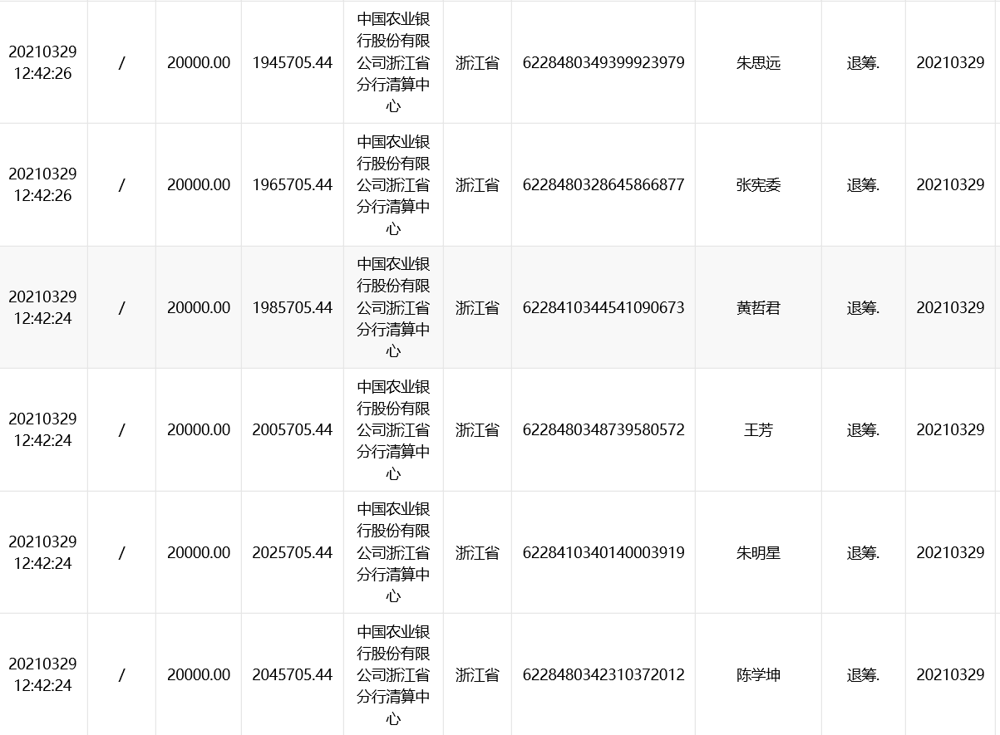 20210329
12:42:26
/
20000.00
1945705.44
中国农业银
行股份有限
公司浙江省
分行清算中
心
浙江省
6228480349399923979
朱思远
退筹.
20210329
20210329
12:42:26
/
20000.00
1965705.44
中国农业银
行股份有限
公司浙江省
分行清算中
心
浙江省
6228480328645866877
张宪委
退筹.
20210329
20210329
12:42:24
/
20000.00
1985705.44
中国农业银
行股份有限
公司浙江省
分行清算中
心
浙江省
6228410344541090673
黄哲君
退筹.
20210329
20210329
12:42:24
/
20000.00
2005705.44
中国农业银
行股份有限
公司浙江省
分行清算中
心
浙江省
6228480348739580572
王芳
退筹.
20210329
20210329
12:42:24
/
20000.00
2025705.44
中国农业银
行股份有限
公司浙江省
分行清算中
心
浙江省
6228410340140003919
朱明星
退筹.
20210329
20210329
12:42:24
/
20000.00
2045705.44
中国农业银
行股份有限
公司浙江省
分行清算中
心
浙江省
6228480342310372012
陈学坤
退筹.
20210329